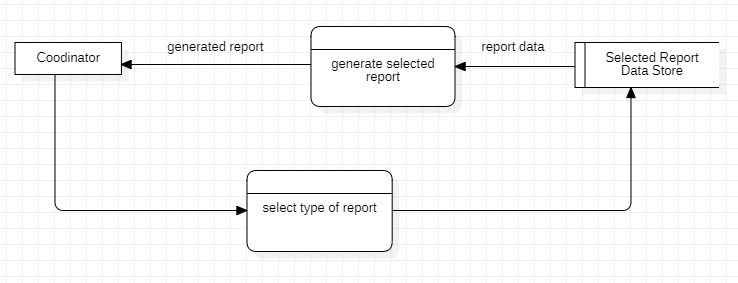 Coodinator
generated report
generate selected
report
report data
Selected Report
Data Store
select type of report